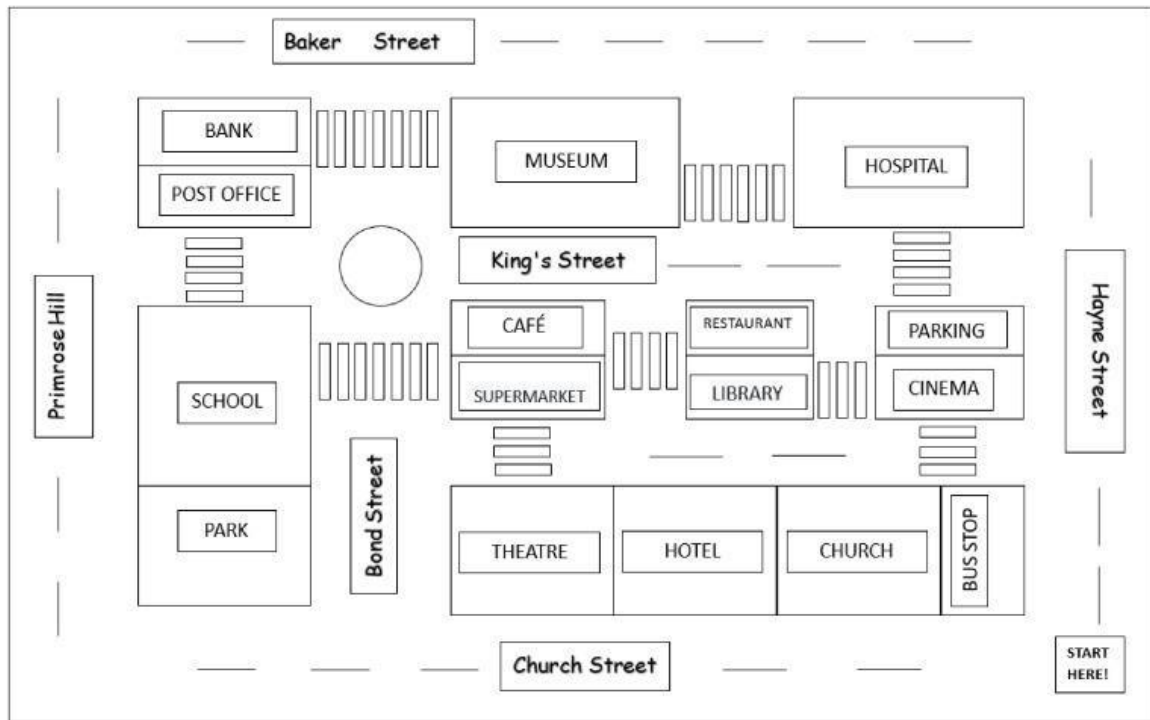 Baker Street
BANK
MUSEUM
HOSPITAL
POST OFFICE
King's Street
Primrose Hill
Hayne Street
CAFÉ
RESTAURANT
PARKING
SCHOOL
SUPERMARKET
LIBRARY
CINEMA
Bond Street
PARK
THEATRE
HOTEL
CHURCH
BUS STOP
Church Street
START
HERE!